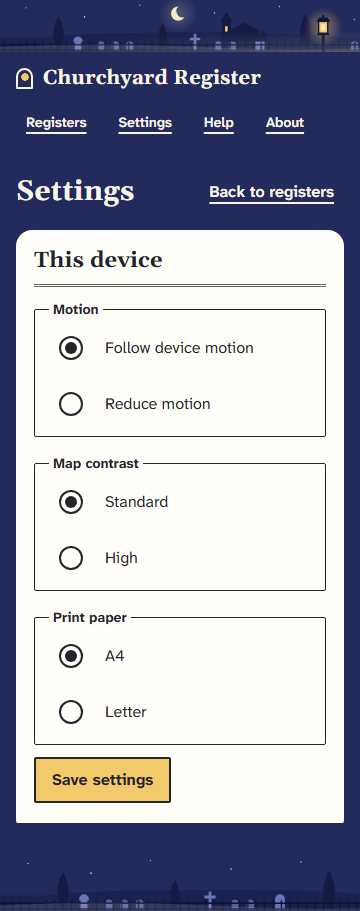 Churchyard Register
Registers Settings Help About
Settings Back to registers
This device
Motion
Follow device motion
Reduce motion
Map contrast
Standard
High
Print paper
A4
Letter
Save settings